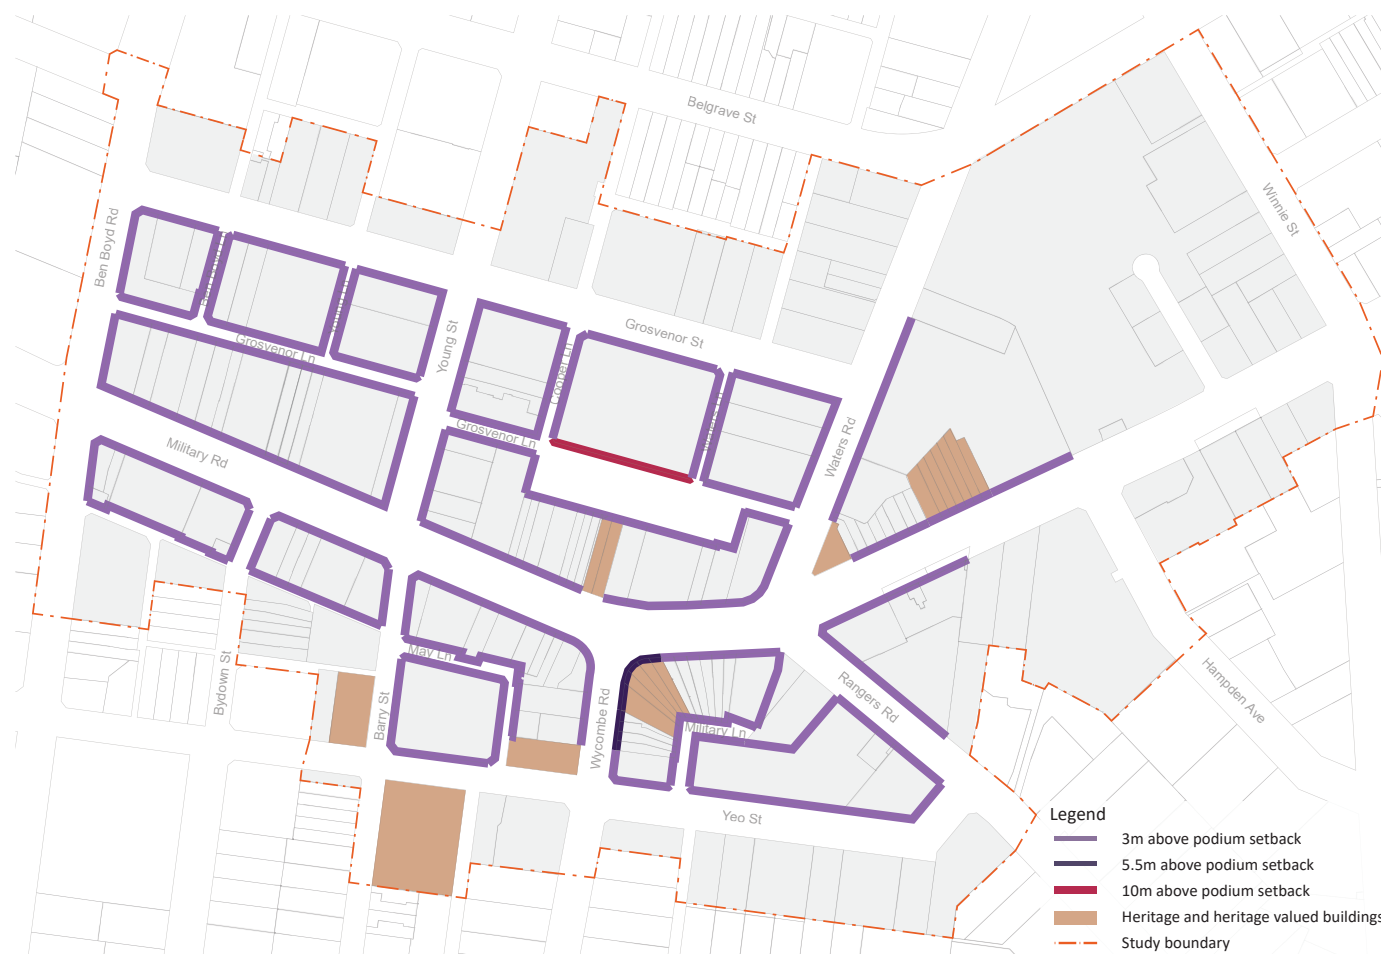 Belgrave St
Winnie St
Ben Boyd Rd
Grosvenor St
Young St
Cooper Ln
Grosvenor Ln
Grosvenor Ln
Waters Rd
Military Rd
May Ln
Rangers Rd
Hampden Ave
Bydown St
Barry St
Wycombe Rd
Military Ln
Yeo St
Legend
3m above podium setback
5.5m above podium setback
10m above podium setback
Heritage and heritage valued buildings
Study boundary